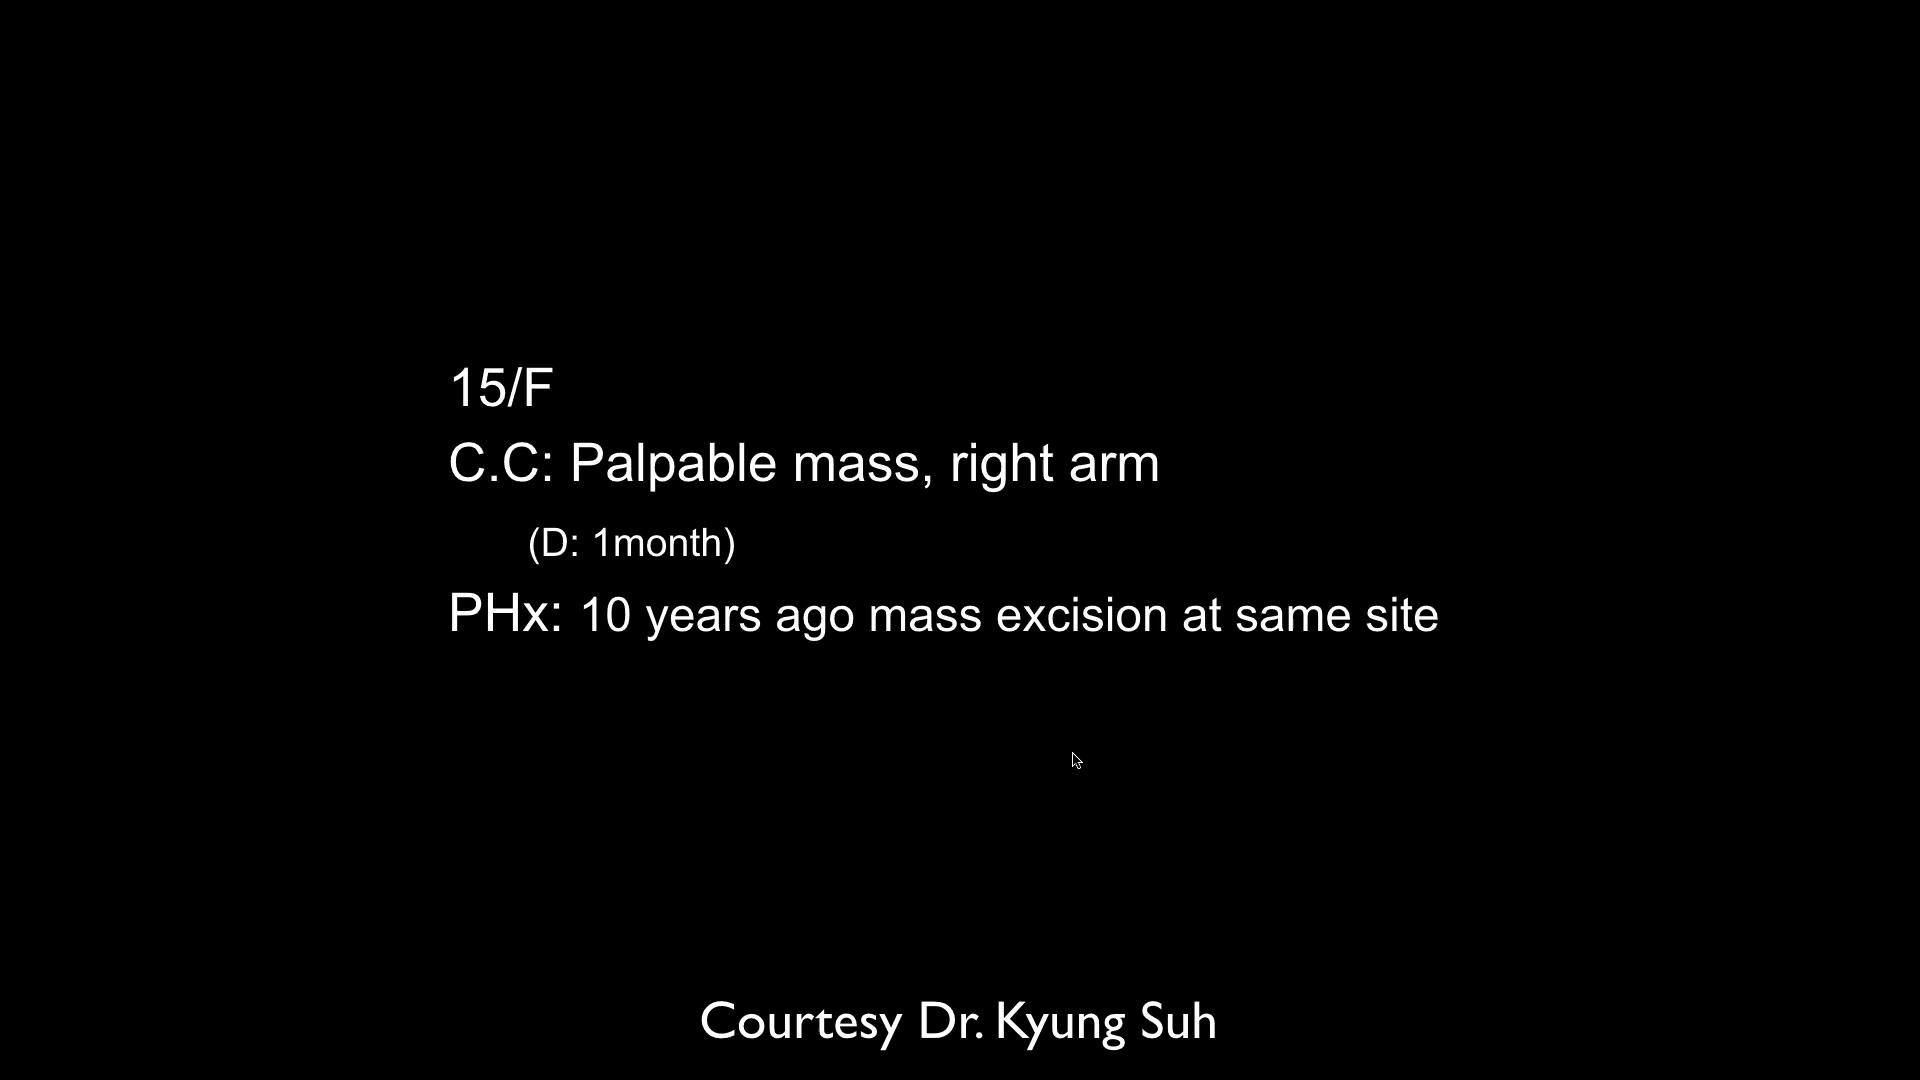 15/F
C.C: Palpable mass, right arm
(D: 1month)
PHx: 10 years ago mass excision at same site
Courtesy Dr. Kyung Suh